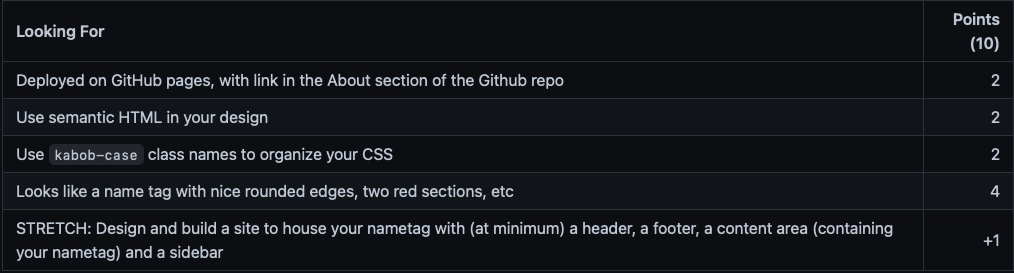 Looking For
Points
(10)
Deployed on GitHub pages, with link in the About section of the Github repo
2
Use semantic HTML in your design
2
Use kabob-case class names to organize your CSS
2
Looks like a name tag with nice rounded edges, two red sections, etc
4
STRETCH: Design and build a site to house your nametag with (at minimum) a header, a footer, a content area (containing
your nametag) and a sidebar
+1